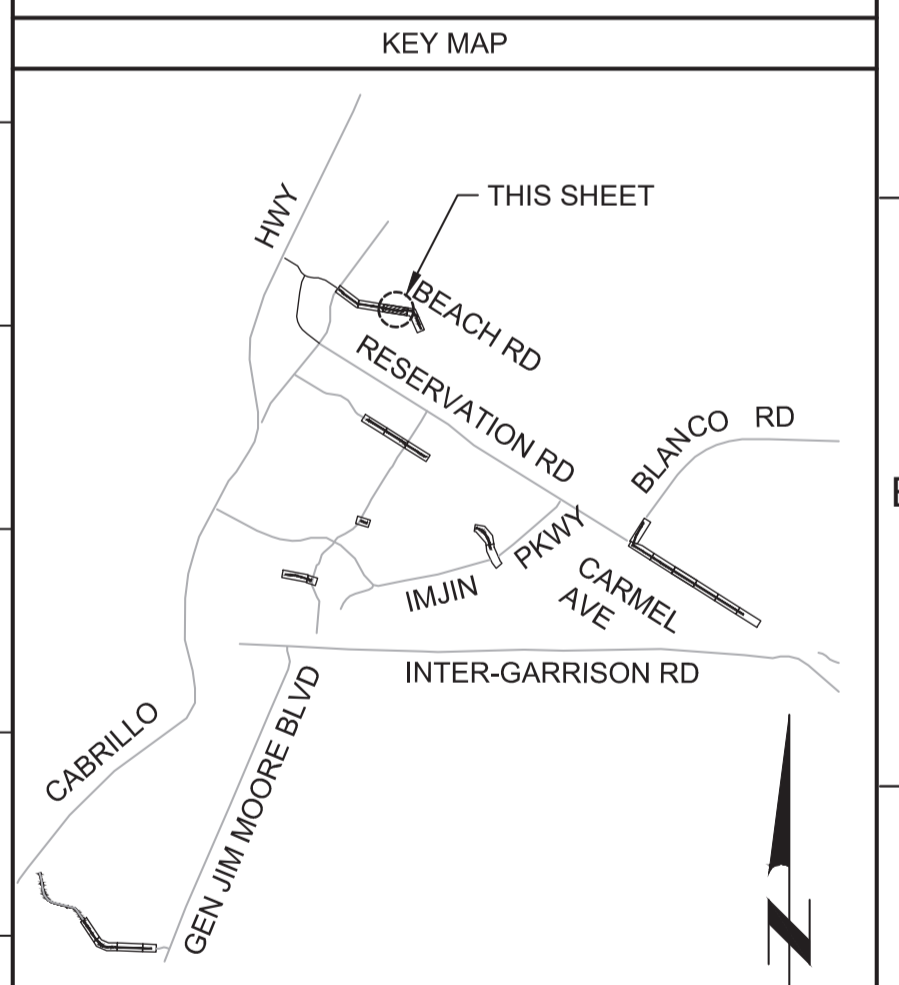 KEY MAP
HWY
THIS SHEET
BEACH RD
RESERVATION RD
BLANCO RD
IMJIN PKWY
CARMEL
AVE
INTER-GARRISON RD
CABRILLO
GEN JIM MOORE BLVD
N